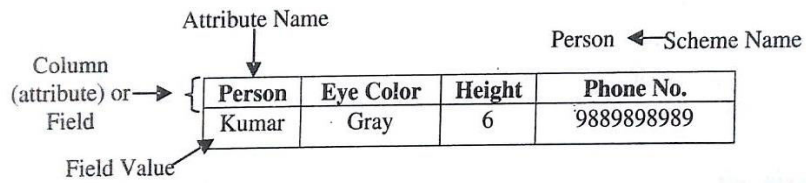 Attribute Name
Person Scheme Name
Column
(attribute) or
Field
Person Eye Color Height Phone No.
Kumar Gray 6 9889898989
Field Value